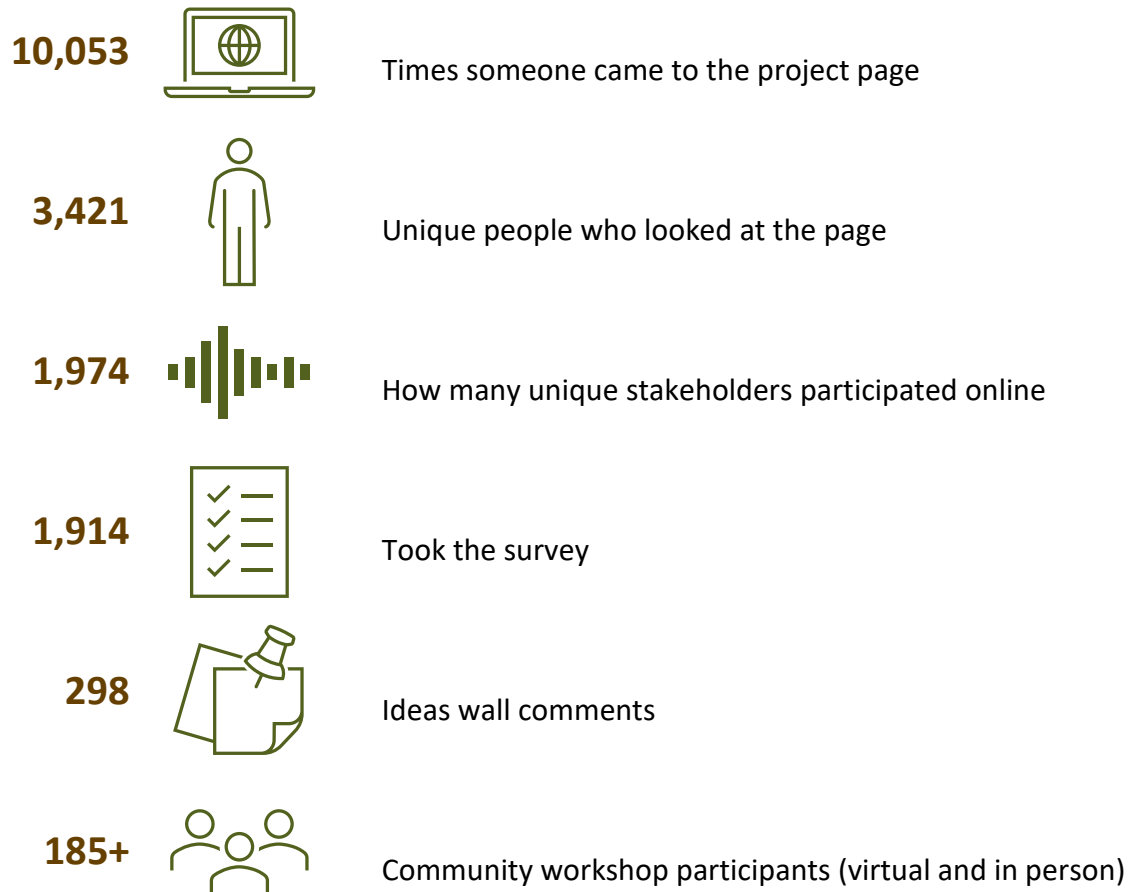 10,053
Times someone came to the project page
3,421
Unique people who looked at the page
1,974
How many unique stakeholders participated online
1,914
Took the survey
298
Ideas wall comments
185+
Community workshop participants (virtual and in person)